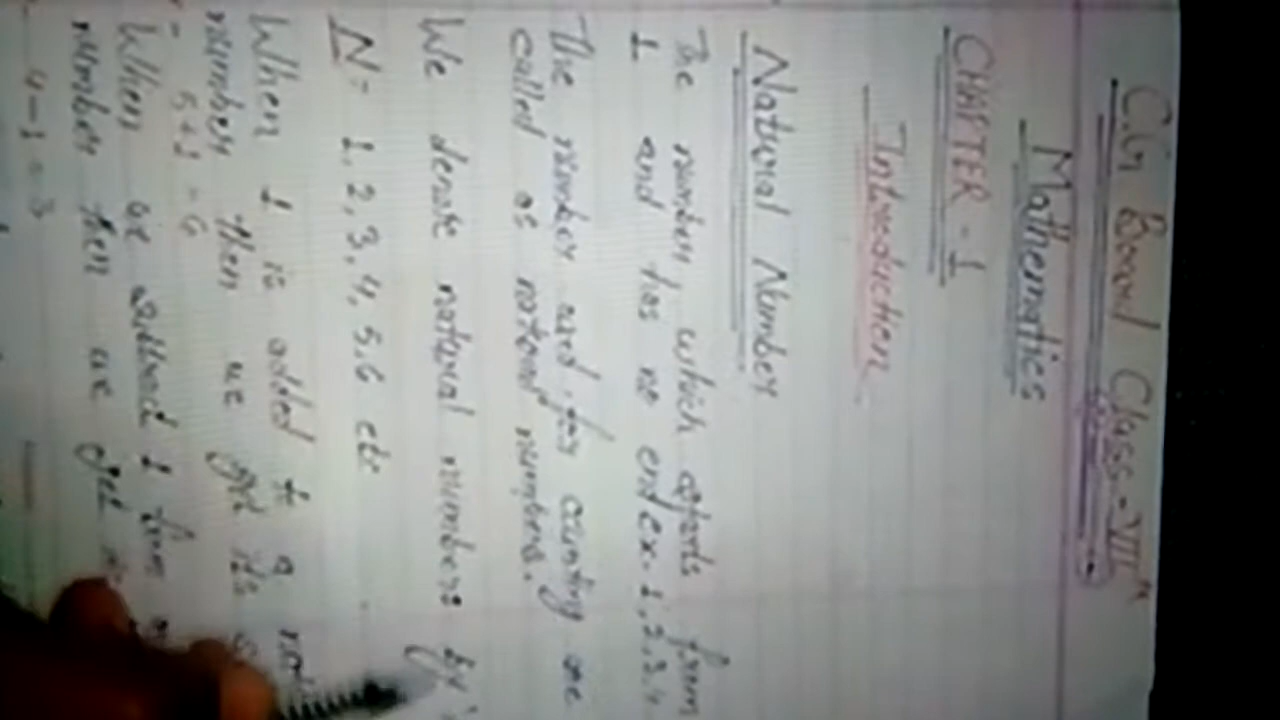 C.G Board Class-VIIth
Mathematics
CHAPTER-1
Introduction
Natural Number
The number, which starts from
1 and has no end ex. 1,2,3,4
The number used for counting are
called as natural numbers.
We denote natural numbers by
N = 1,2,3,4,5,6 etc
When 1 is added to a
number then we get its
5+1 = 6
When we subtract 1 from
number then we get
4-1=3